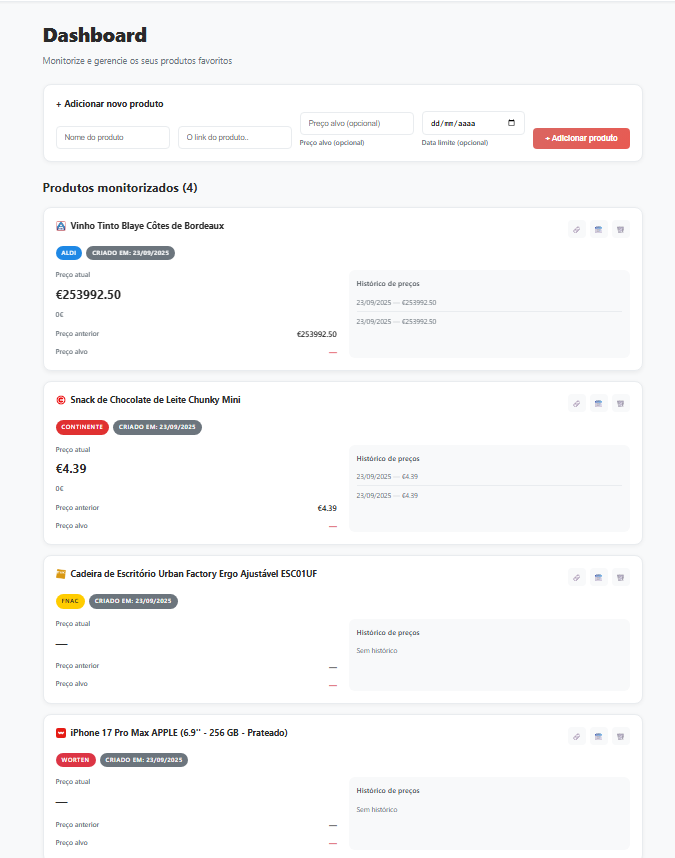 Dashboard
Monitorize e gerencie os seus produtos favoritos
+ Adicionar novo produto
Nome do produto
O link do produto..
Preço alvo (opcional)
Preço alvo (opcional)
dd/mm/aaaa
Data limite (opcional)
+ Adicionar produto
Produtos monitorizados (4)
Vinho Tinto Blaye Côtes de Bordeaux
ALDI CRIADO EM: 23/09/2025
Preço atual
€253992.50
0€
Preço anterior €253992.50
Preço alvo —
Histórico de preços
23/09/2025 — €253992.50
23/09/2025 — €253992.50
Snack de Chocolate de Leite Chunky Mini
CONTINENTE CRIADO EM: 23/09/2025
Preço atual
€4.39
0€
Preço anterior €4.39
Preço alvo —
Histórico de preços
23/09/2025 — €4.39
23/09/2025 — €4.39
Cadeira de Escritório Urban Factory Ergo Ajustável ESC01UF
FNAC CRIADO EM: 23/09/2025
Preço atual
—
Preço anterior —
Preço alvo —
Histórico de preços
Sem histórico
iPhone 17 Pro Max APPLE (6.9'' - 256 GB - Prateado)
WORTEN CRIADO EM: 23/09/2025
Preço atual
—
Preço anterior —
Preço alvo —
Histórico de preços
Sem histórico